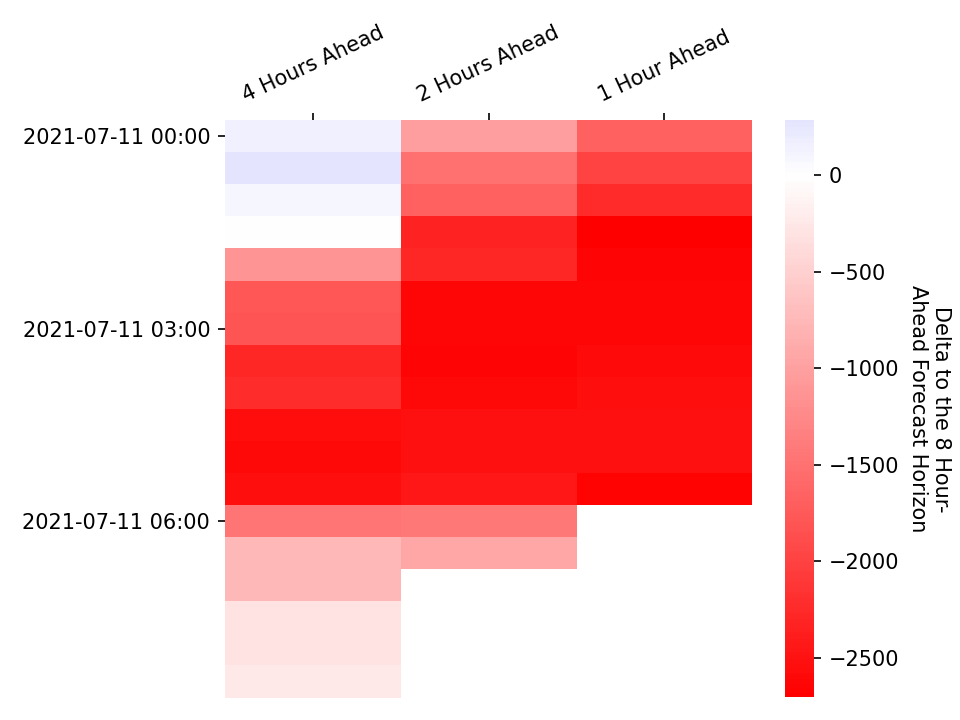 4 Hours Ahead
2 Hours Ahead
1 Hour Ahead
2021-07-11 00:00
2021-07-11 03:00
2021-07-11 06:00
0
−500
−1000
−1500
−2000
−2500
Delta to the 8 Hour-
Ahead Forecast Horizon